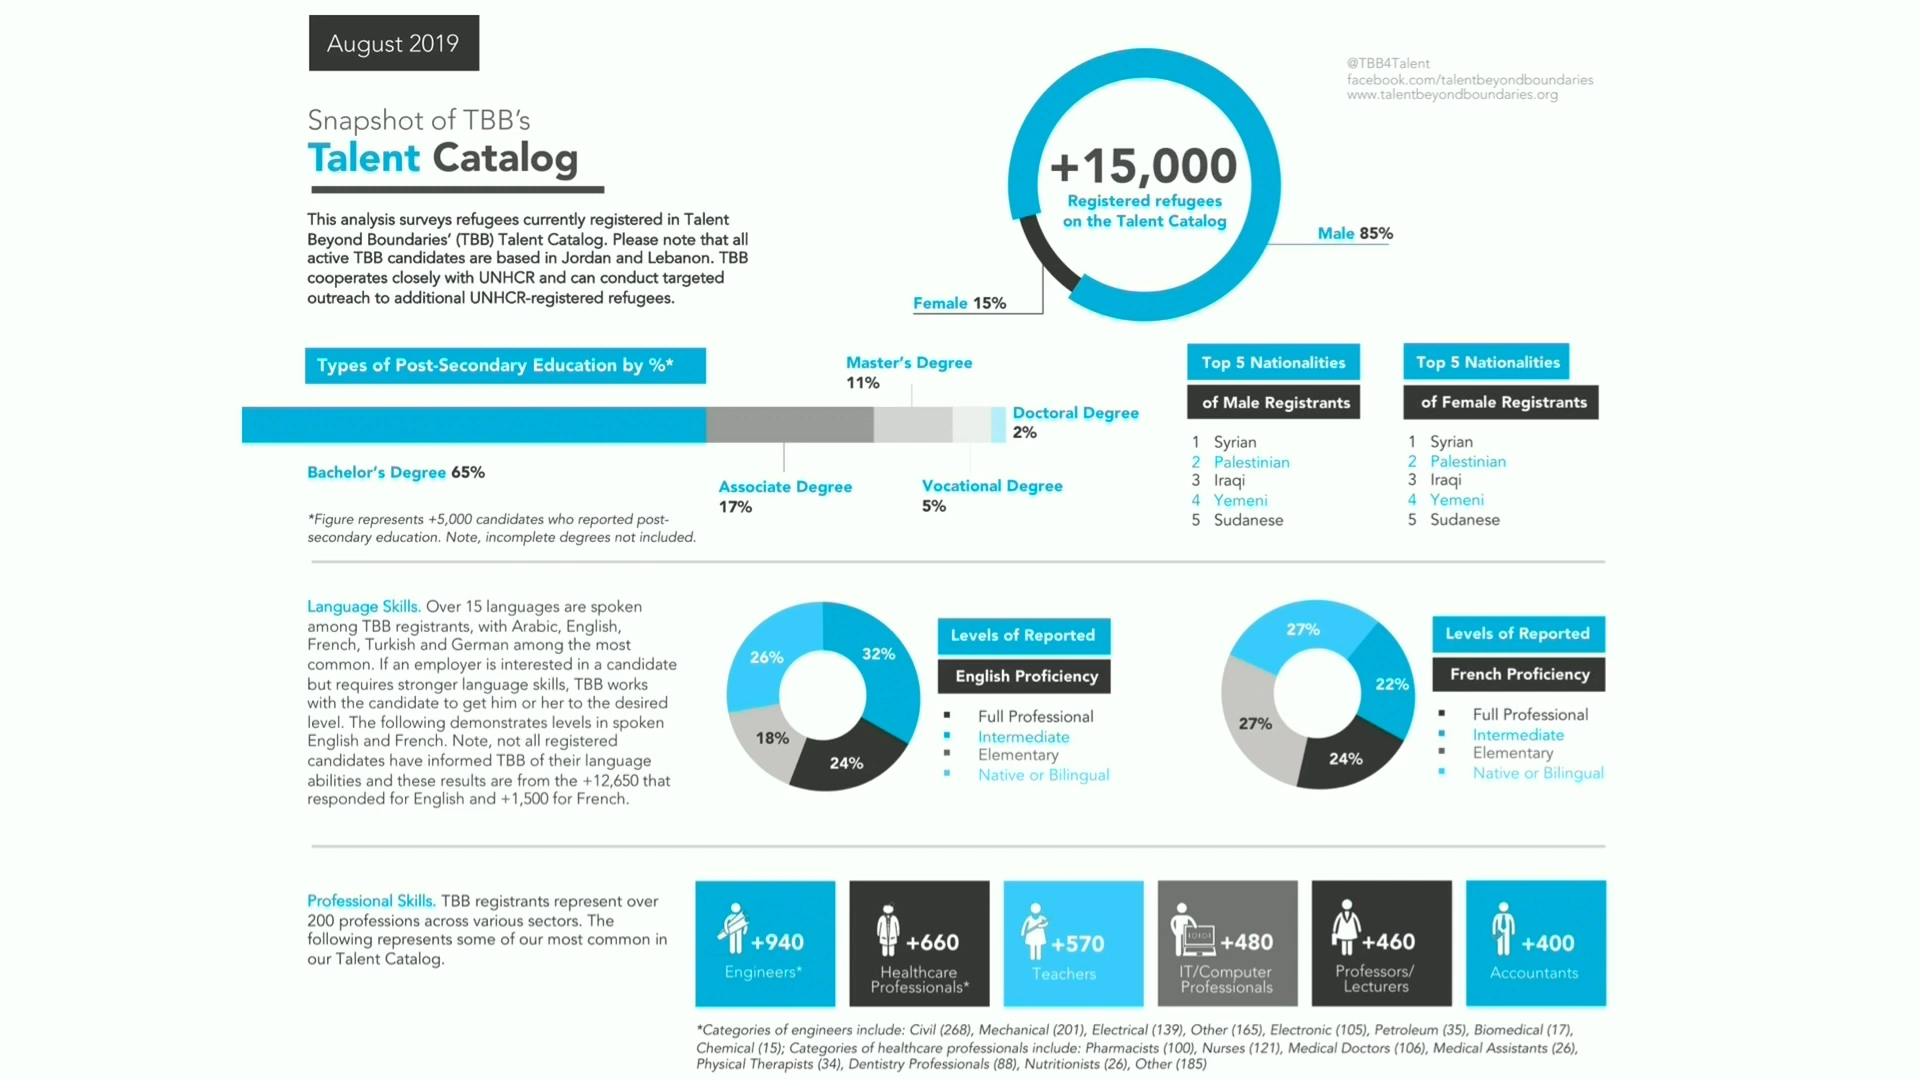 August 2019
@TBB4Talent
facebook.com/talentbeyondboundaries
www.talentbeyondboundaries.org
Snapshot of TBB's
Talent Catalog
This analysis surveys refugees currently registered in Talent
Beyond Boundaries' (TBB) Talent Catalog. Please note that all
active TBB candidates are based in Jordan and Lebanon. TBB
cooperates closely with UNHCR and can conduct targeted
outreach to additional UNHCR-registered refugees.
+15,000
Registered refugees
on the Talent Catalog
Male 85%
Female 15%
Types of Post-Secondary Education by %*
Master's Degree
11%
Doctoral Degree
2%
Bachelor's Degree 65%
Associate Degree
17%
Vocational Degree
5%
*Figure represents +5,000 candidates who reported post-
secondary education. Note, incomplete degrees not included.
Top 5 Nationalities
of Male Registrants
1 Syrian
2 Palestinian
3 Iraqi
4 Yemeni
5 Sudanese
Top 5 Nationalities
of Female Registrants
1 Syrian
2 Palestinian
3 Iraqi
4 Yemeni
5 Sudanese
Language Skills. Over 15 languages are spoken
among TBB registrants, with Arabic, English,
French, Turkish and German among the most
common. If an employer is interested in a candidate
but requires stronger language skills, TBB works
with the candidate to get him or her to the desired
level. The following demonstrates levels in spoken
English and French. Note, not all registered
candidates have informed TBB of their language
abilities and these results are from the +12,650 that
responded for English and +1,500 for French.
26%
32%
18%
24%
Levels of Reported
English Proficiency
Full Professional
Intermediate
Elementary
Native or Bilingual
27%
22%
27%
24%
Levels of Reported
French Proficiency
Full Professional
Intermediate
Elementary
Native or Bilingual
Professional Skills. TBB registrants represent over
200 professions across various sectors. The
following represents some of our most common in
our Talent Catalog.
+940
Engineers*
+660
Healthcare
Professionals*
+570
Teachers
+480
IT/Computer
Professionals
+460
Professors/
Lecturers
+400
Accountants
*Categories of engineers include: Civil (268), Mechanical (201), Electrical (139), Other (165), Electronic (105), Petroleum (35), Biomedical (17),
Chemical (15); Categories of healthcare professionals include: Pharmacists (100), Nurses (121), Medical Doctors (106), Medical Assistants (26),
Physical Therapists (34), Dentistry Professionals (88), Nutritionists (26), Other (185)